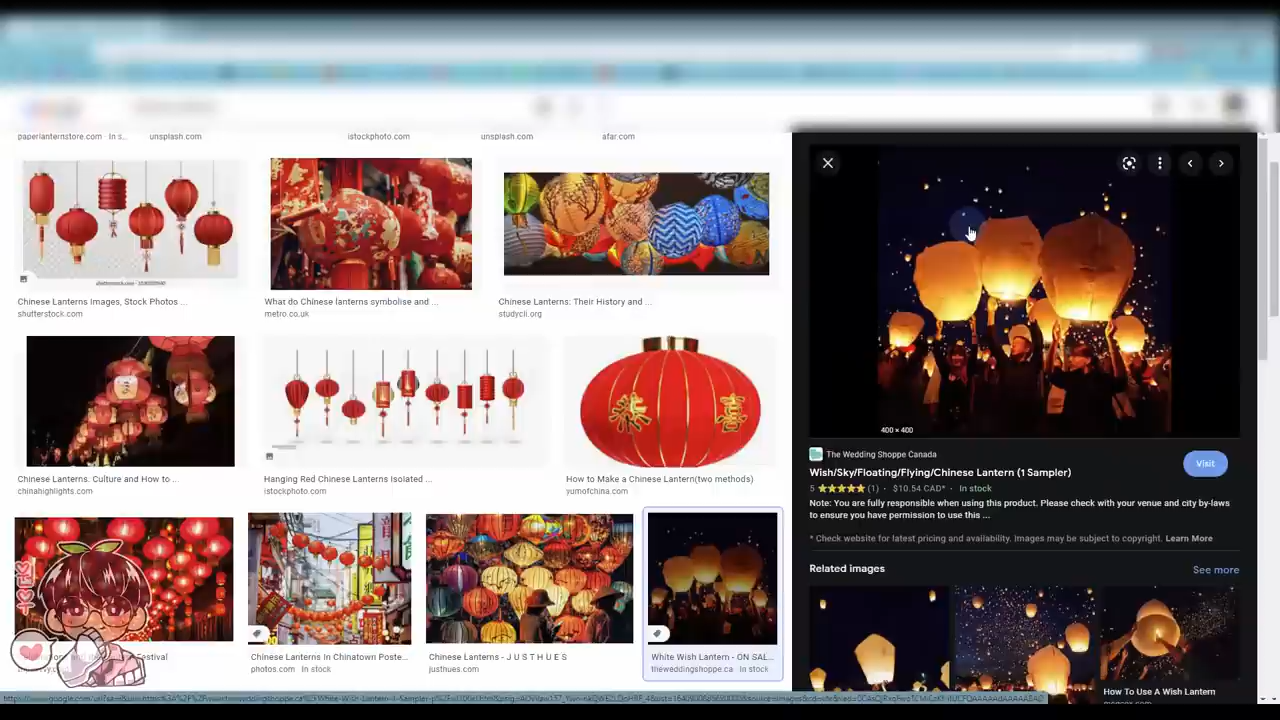 paperlanternstore.com · In s...
unsplash.com
istockphoto.com
unsplash.com
afar.com
Chinese Lanterns Images, Stock Photos ...
shutterstock.com
What do Chinese lanterns symbolise and ...
metro.co.uk
Chinese Lanterns: Their History and ...
studycli.org
Chinese Lanterns: Culture and How to ...
chinahighlights.com
Hanging Red Chinese Lanterns Isolated ...
istockphoto.com
恭 喜
How to Make a Chinese Lantern(two methods)
yumofchina.com
Festival
Chinese Lanterns In Chinatown Poste...
photos.com · In stock
Chinese Lanterns - J U S T H U E S
justhues.com
White Wish Lantern - ON SAL...
theweddingshoppe.ca · In stock
400 × 400
The Wedding Shoppe Canada
Wish/Sky/Floating/Flying/Chinese Lantern (1 Sampler)
Visit
5 ★★★★★ (1) · $10.54 CAD* · In stock
Note: You are fully responsible when using this product. Please check with your venue and city by-laws
to ensure you have permission to use this ...
* Check website for latest pricing and availability. Images may be subject to copyright. Learn More
Related images
See more
How To Use A Wish Lantern